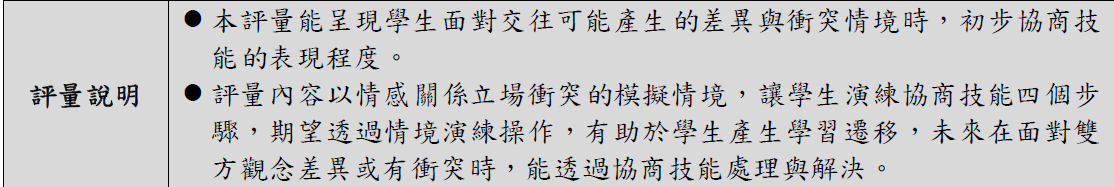 評量說明
●本評量能呈現學生面對交往可能產生的差異與衝突情境時，初步協商技
能的表現程度。
●評量內容以情感關係立場衝突的模擬情境，讓學生演練協商技能四個步
驟，期望透過情境演練操作，有助於學生產生學習遷移，未來在面對雙
方觀念差異或有衝突時，能透過協商技能處理與解決。